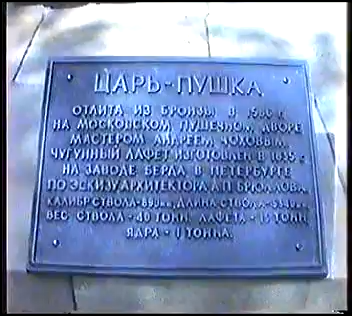 ЦАРЬ-ПУШКА
ОТЛИТА ИЗ БРОНЗЫ В 1586 Г.
НА МОСКОВСКОМ ПУШЕЧНОМ ДВОРЕ
МАСТЕРОМ АНДРЕЕМ ЧОХОВЫМ.
ЧУГУННЫЙ ЛАФЕТ ИЗГОТОВЛЕН В 1835 Г.
НА ЗАВОДЕ БЕРДА В ПЕТЕРБУРГЕ
ПО ЭСКИЗУ АРХИТЕКТОРА А.П. БРЮЛЛОВА.
КАЛИБР СТВОЛА-890мм, ДЛИНА СТВОЛА-
ВЕС СТВОЛА-40 ТОНН. ЛАФЕТА-15 ТОНН
ЯДРА-1 ТОННА.